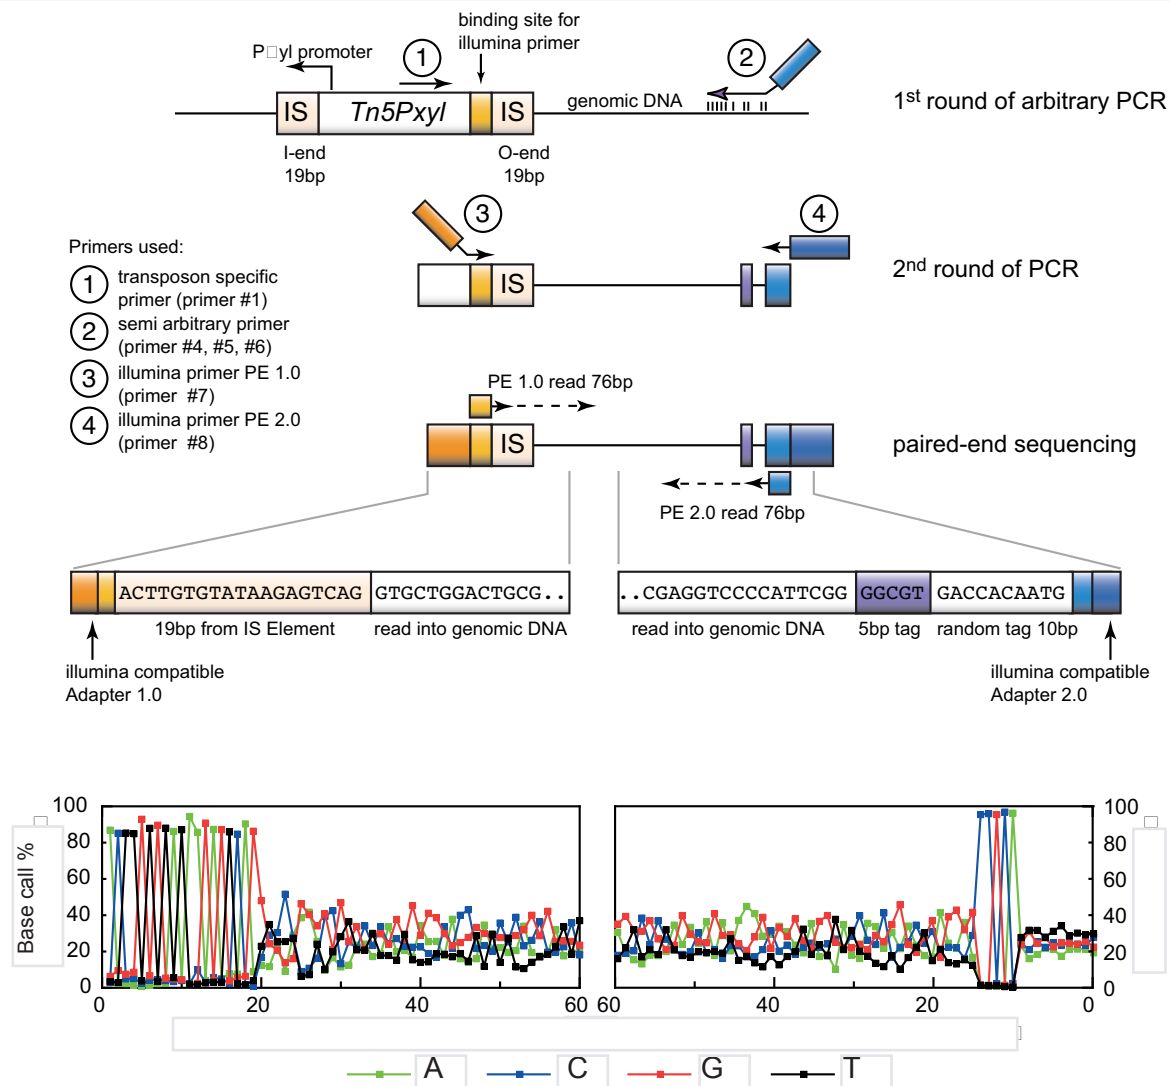 binding site for
illumina primer
P□yl promoter
1
2
IS
Tn5Pxyl
IS
genomic DNA
1st round of arbitrary PCR
I-end
19bp
O-end
19bp
3
4
Primers used:
1 transposon specific
primer (primer #1)
2 semi arbitrary primer
(primer #4, #5, #6)
3 illumina primer PE 1.0
(primer #7)
4 illumina primer PE 2.0
(primer #8)
IS
2nd round of PCR
PE 1.0 read 76bp
IS
paired-end sequencing
PE 2.0 read 76bp
ACTTGTGTATAAGAGTCAG GTGCTGGACTGCG..
..CGAGGTCCCCATTCGG GGCGT GACCACAATG
19bp from IS Element read into genomic DNA
read into genomic DNA 5bp tag random tag 10bp
illumina compatible
Adapter 1.0
illumina compatible
Adapter 2.0
Base call %
100
80
60
40
20
0
0 20 40 60
60 40 20 0
100
80
60
40
20
0
A C G T